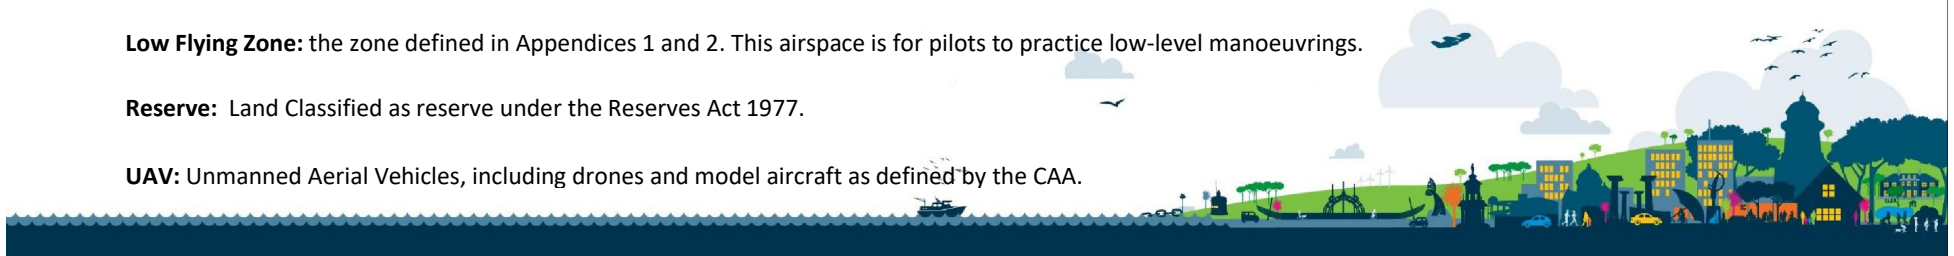 Low Flying Zone: the zone defined in Appendices 1 and 2. This airspace is for pilots to practice low-level manoeuvrings.
Reserve: Land Classified as reserve under the Reserves Act 1977.
UAV: Unmanned Aerial Vehicles, including drones and model aircraft as defined by the CAA.